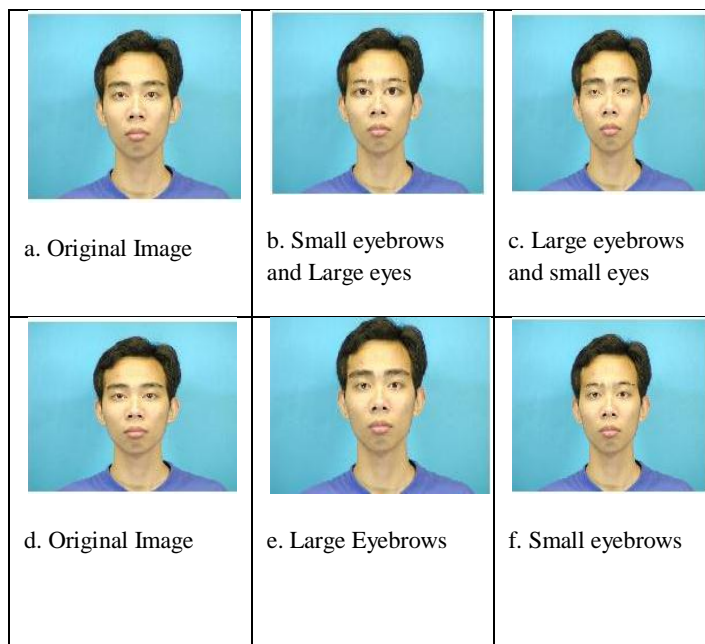 a. Original Image
b. Small eyebrows
and Large eyes
c. Large eyebrows
and small eyes
d. Original Image
e. Large Eyebrows
f. Small eyebrows